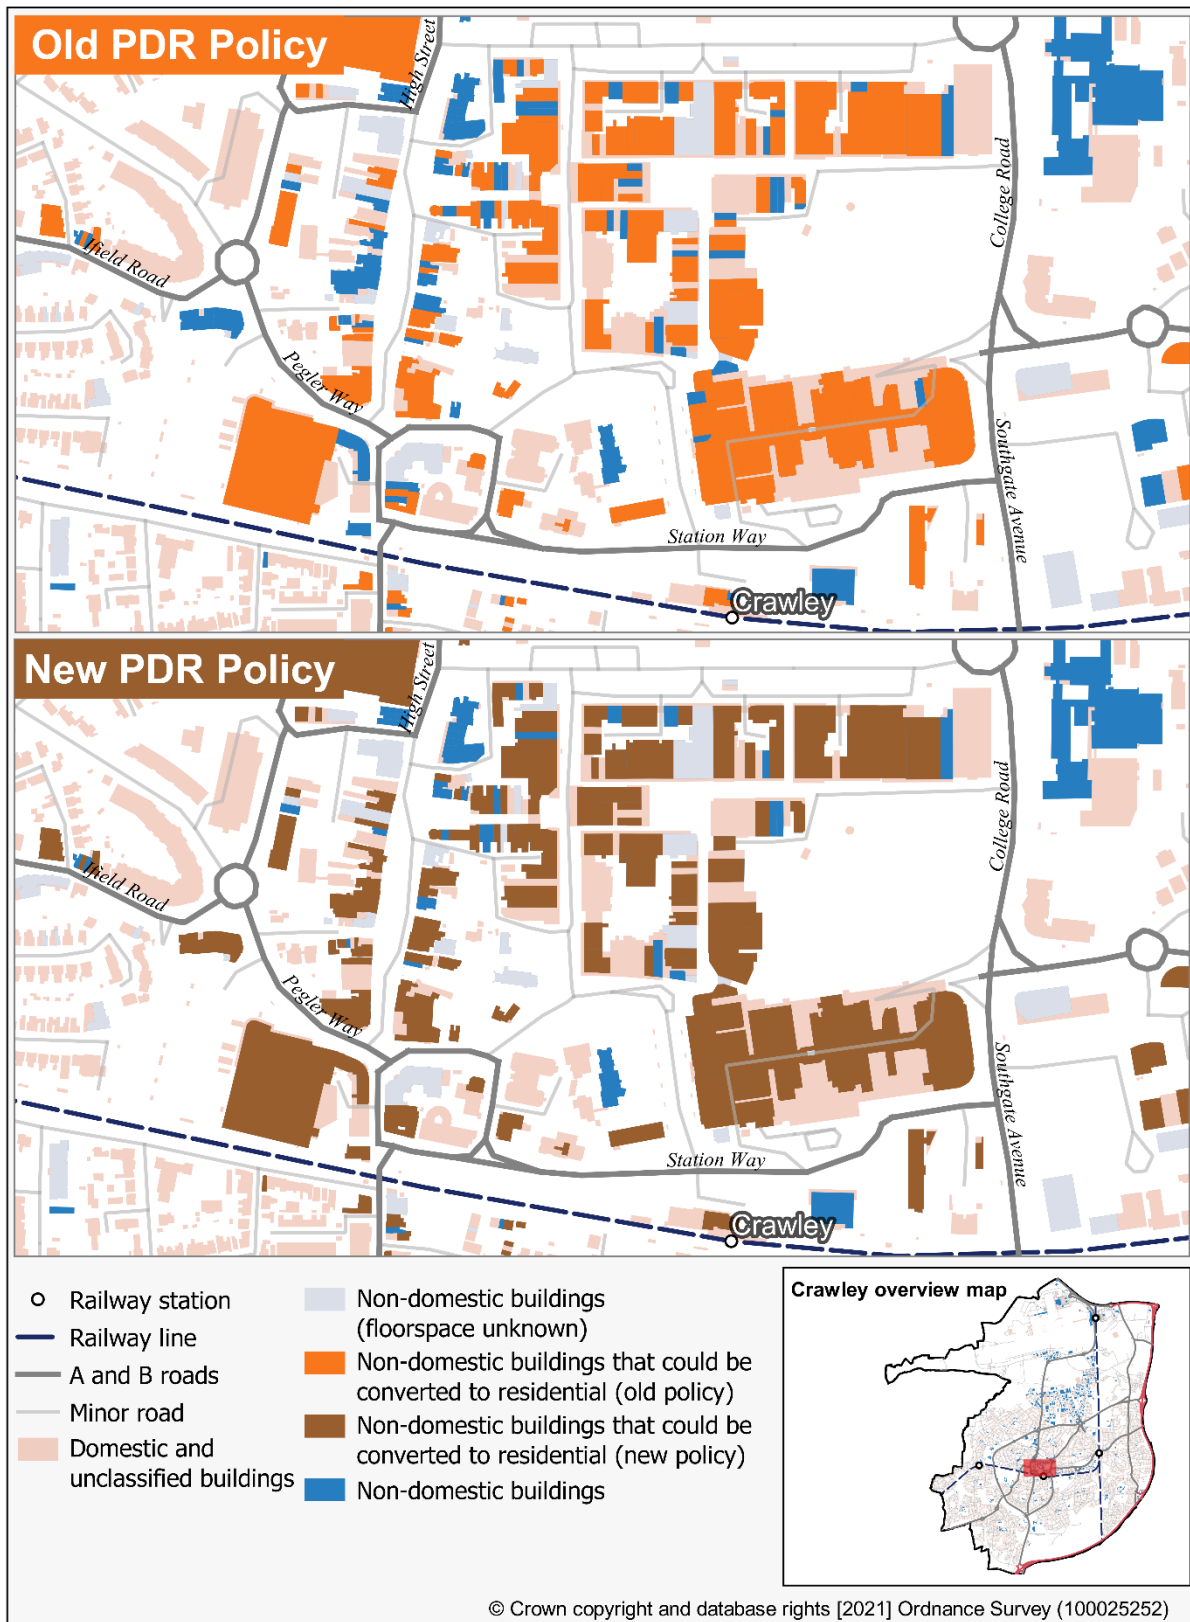 Old PDR Policy
High Street
College Road
Ifield Road
Pegler Way
Southgate Avenue
Station Way
Crawley
New PDR Policy
High Street
College Road
Ifield Road
Pegler Way
Southgate Avenue
Station Way
Crawley
Railway station
Railway line
A and B roads
Minor road
Domestic and
unclassified buildings
Non-domestic buildings
(floorspace unknown)
Non-domestic buildings that could be
converted to residential (old policy)
Non-domestic buildings that could be
converted to residential (new policy)
Non-domestic buildings
Crawley overview map
© Crown copyright and database rights [2021] Ordnance Survey (100025252)